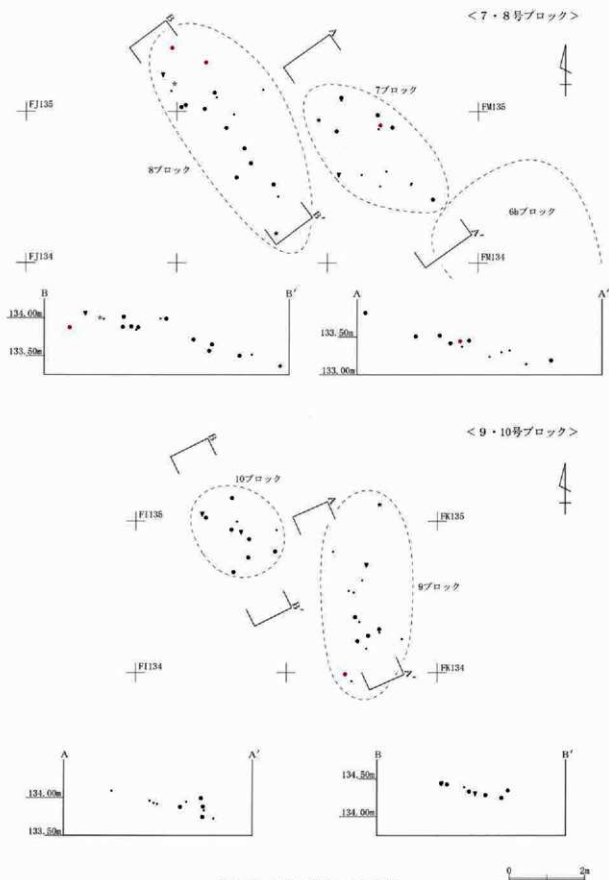 <7・8号ブロック>
B
A
FJ135
7ブロック
FM135
8ブロック
B'
6bブロック
A'
FJ134
FM134
B
B'
A
A'
134.00m
133.50m
133.50m
133.00m
<9・10号ブロック>
B
10ブロック
A
FI135
FK135
9ブロック
B'
FI134
A'
FK134
A
A'
B
B'
134.00m
133.50m
134.50m
134.00m
0
2m